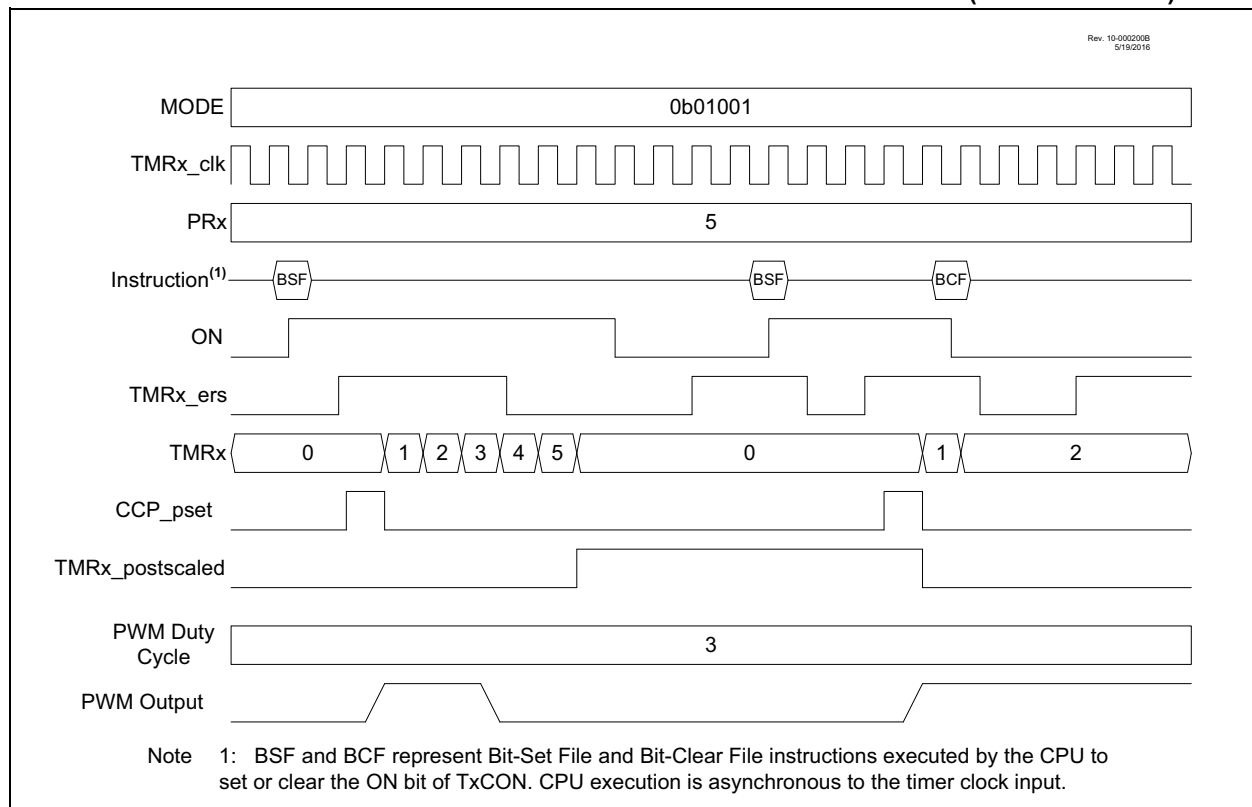 Rev. 10-000200B
5/19/2016
MODE 0b01001
TMRx_clk
PRx 5
Instruction(1) BSF BSF BCF
ON
TMRx_ers
TMRx 0 1 2 3 4 5 0 1 2
CCP_pset
TMRx_postscaled
PWM Duty
Cycle 3
PWM Output
Note 1: BSF and BCF represent Bit-Set File and Bit-Clear File instructions executed by the CPU to
set or clear the ON bit of TxCON. CPU execution is asynchronous to the timer clock input.